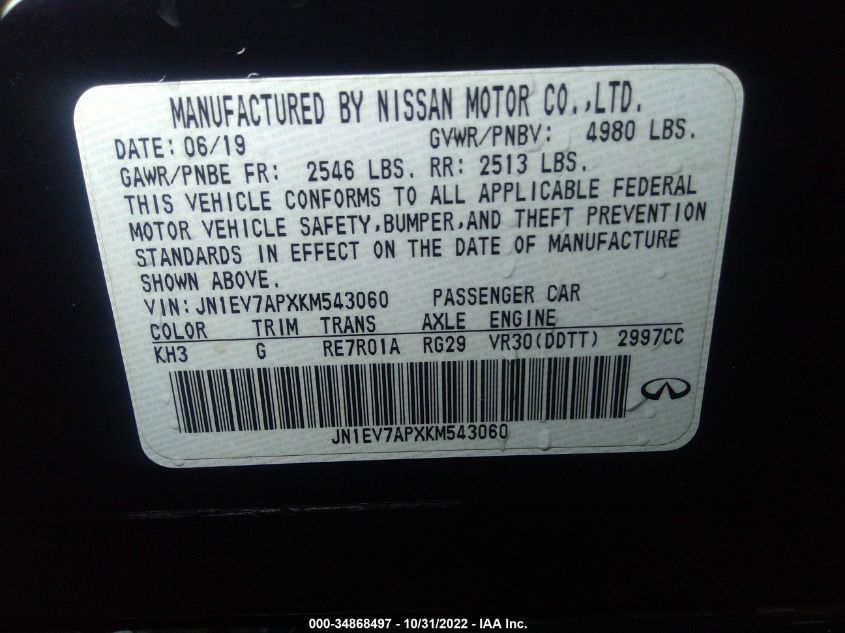 MANUFACTURED BY NISSAN MOTOR CO.,LTD.
DATE: 06/19 GVWR/PNBV: 4980 LBS.
GAWR/PNBE FR: 2546 LBS. RR: 2513 LBS.
THIS VEHICLE CONFORMS TO ALL APPLICABLE FEDERAL
MOTOR VEHICLE SAFETY,BUMPER,AND THEFT PREVENTION
STANDARDS IN EFFECT ON THE DATE OF MANUFACTURE
SHOWN ABOVE.
VIN: JN1EV7APXKM543060 PASSENGER CAR
COLOR TRIM TRANS AXLE ENGINE
KH3 G RE7R01A RG29 VR30(DDTT) 2997CC
JN1EV7APXKM543060
000-34868497 - 10/31/2022 - IAA Inc.